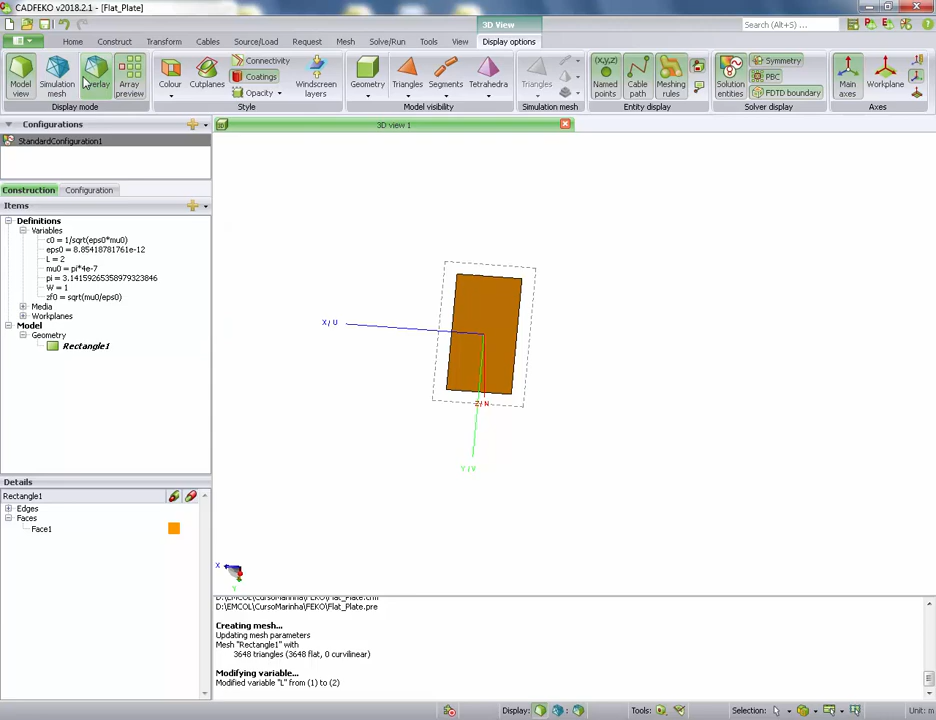 CADFEKO v2018.2.1 - [Flat_Plate]
3D View
Search (Alt+S)
Home Construct Transform Cables Source/Load Request Mesh Solve/Run Tools View Display options
Model view
Simulation mesh
Overlay
Array preview
Display mode
Colour
Cutplanes
Connectivity
Coatings
Opacity
Windscreen layers
Style
Geometry
Triangles
Segments
Tetrahedra
Model visibility
Triangles
Simulation mesh
(x,y,z)
Named points
Cable path
Meshing rules
Entity display
Solution entities
Symmetry
PBC
FDTD boundary
Solver display
Main axes
Workplane
Axes
Configurations
StandardConfiguration1
Construction Configuration
Items
Definitions
Variables
c0 = 1/sqrt(eps0*mu0)
eps0 = 8.85418781761e-12
L = 2
mu0 = pi*4e-7
pi = 3.14159265358979323846
W = 1
zf0 = sqrt(mu0/eps0)
Media
Workplanes
Model
Geometry
Rectangle1
Details
Rectangle1
Edges
Faces
Face1
3D view 1
X/U
Z/N
Y/V
X
Y
D:\EMCOL\CursoMarinha\FEKO\Flat_Plate.cfm
D:\EMCOL\CursoMarinha\FEKO\Flat_Plate.pre
Creating mesh...
Updating mesh parameters
Mesh "Rectangle1" with
3648 triangles (3648 flat, 0 curvilinear)
Modifying variable...
Modified variable "L" from (1) to (2)
Display:
Tools:
Selection:
Unit: m